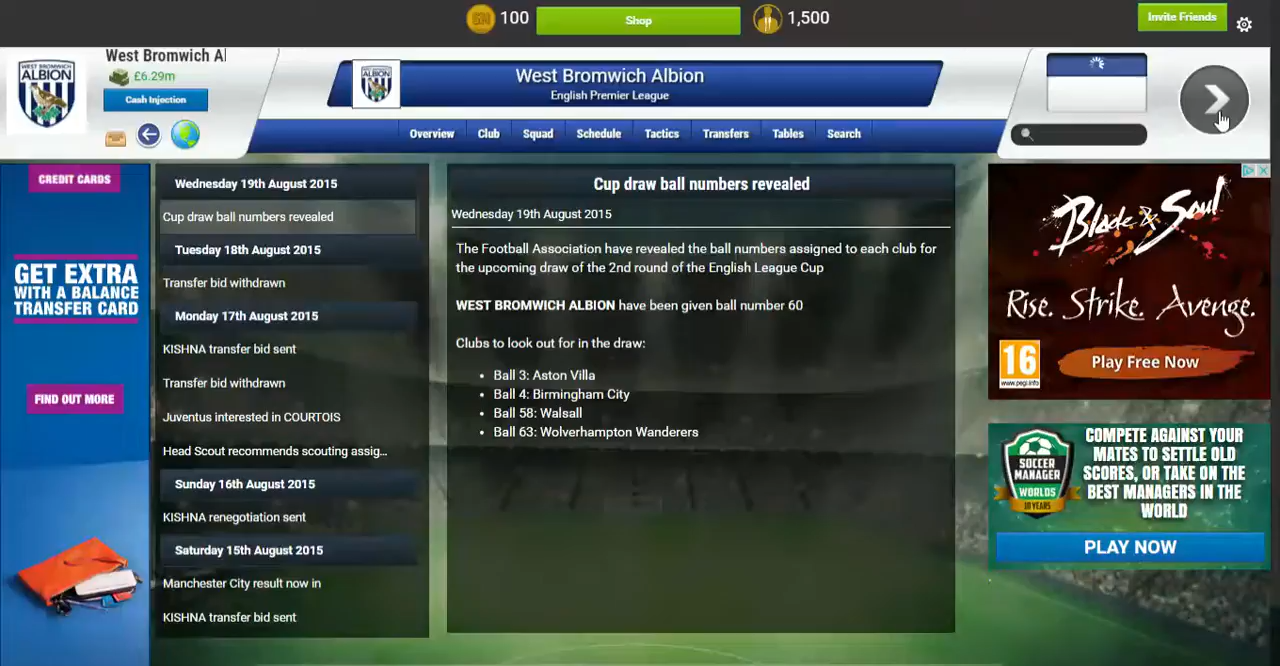 100
Shop
1,500
Invite Friends
West Bromwich Al
£6.29m
Cash Injection
WEST BROMWICH
ALBION
West Bromwich Albion
English Premier League
Overview
Club
Squad
Schedule
Tactics
Transfers
Tables
Search
CREDIT CARDS
GET EXTRA
WITH A BALANCE
TRANSFER CARD
FIND OUT MORE
Wednesday 19th August 2015
Cup draw ball numbers revealed
Tuesday 18th August 2015
Transfer bid withdrawn
Monday 17th August 2015
KISHNA transfer bid sent
Transfer bid withdrawn
Juventus interested in COURTOIS
Head Scout recommends scouting assig...
Sunday 16th August 2015
KISHNA renegotiation sent
Saturday 15th August 2015
Manchester City result now in
KISHNA transfer bid sent
Cup draw ball numbers revealed
Wednesday 19th August 2015
The Football Association have revealed the ball numbers assigned to each club for
the upcoming draw of the 2nd round of the English League Cup
WEST BROMWICH ALBION have been given ball number 60
Clubs to look out for in the draw:
• Ball 3: Aston Villa
• Ball 4: Birmingham City
• Ball 58: Walsall
• Ball 63: Wolverhampton Wanderers
Blade & Soul
Rise. Strike. Avenge.
16
www.pegi.info
Play Free Now
SOCCER
MANAGER
WORLDS
10 YEARS
COMPETE AGAINST YOUR
MATES TO SETTLE OLD
SCORES, OR TAKE ON THE
BEST MANAGERS IN THE
WORLD
PLAY NOW